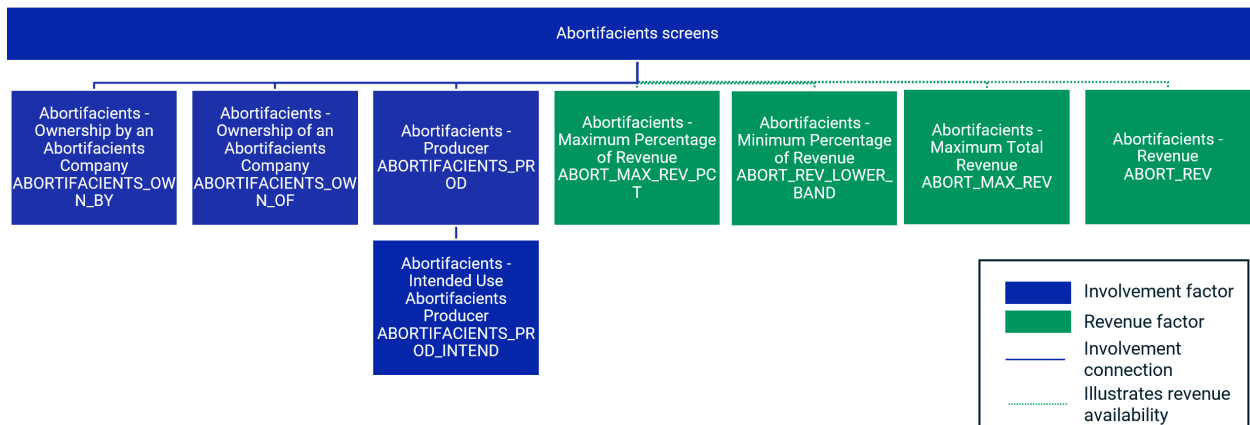 Abortifacients screens
Abortifacients -
Ownership by an
Abortifacients
Company
ABORTIFACIENTS_OW
N_BY
Abortifacients -
Ownership of an
Abortifacients
Company
ABORTIFACIENTS_OW
N_OF
Abortifacients -
Producer
ABORTIFACIENTS_PR
OD
Abortifacients -
Maximum Percentage
of Revenue
ABORT_MAX_REV_PC
T
Abortifacients -
Minimum Percentage
of Revenue
ABORT_REV_LOWER_
BAND
Abortifacients -
Maximum Total
Revenue
ABORT_MAX_REV
Abortifacients -
Revenue
ABORT_REV
Abortifacients -
Intended Use
Abortifacients
Producer
ABORTIFACIENTS_PR
OD_INTEND
Involvement factor
Revenue factor
Involvement
connection
Illustrates revenue
availability